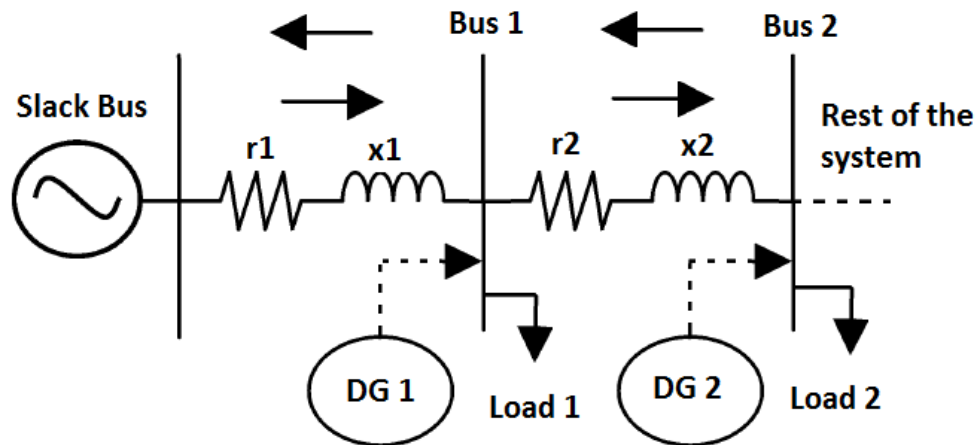 Bus 1
Bus 2
Slack Bus
r1
x1
r2
x2
Rest of the
system
DG 1
Load 1
DG 2
Load 2